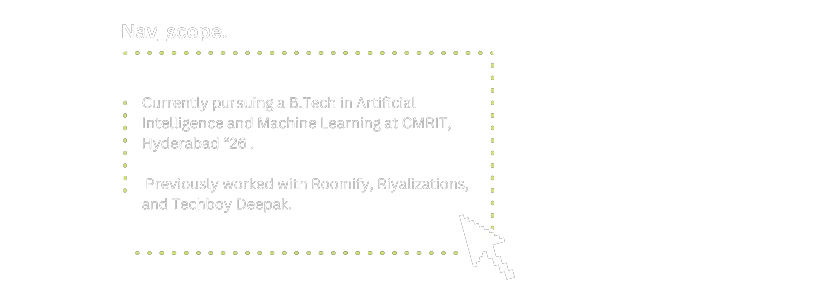 Nav_scope.
Currently pursuing a B.Tech in Artificial
Intelligence and Machine Learning at CMRIT,
Hyderabad “26 .
Previously worked with Roomify, Riyalizations,
and Techboy Deepak.